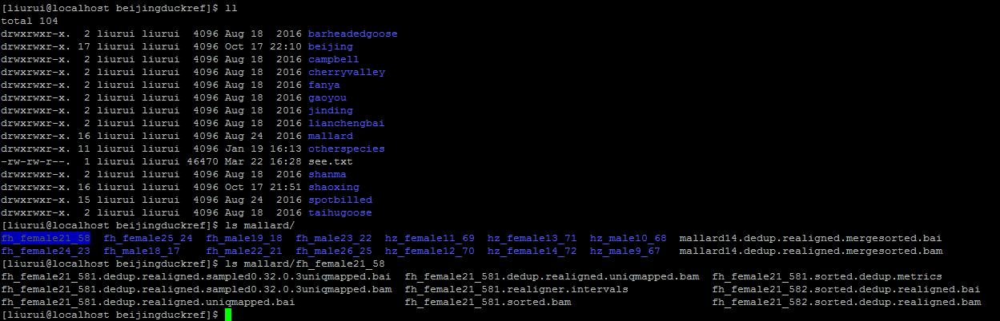 [liurui@localhost beijingduckref]$ ll
total 104
drwxrwxr-x.  2 liurui liurui  4096 Aug 18  2016 barheadedgoose
drwxrwxr-x. 17 liurui liurui  4096 Oct 17 22:10 beijing
drwxrwxr-x.  2 liurui liurui  4096 Aug 18  2016 campbell
drwxrwxr-x.  2 liurui liurui  4096 Aug 18  2016 cherryvalley
drwxrwxr-x.  2 liurui liurui  4096 Aug 18  2016 fanya
drwxrwxr-x.  2 liurui liurui  4096 Aug 18  2016 gaoyou
drwxrwxr-x.  2 liurui liurui  4096 Aug 18  2016 jinding
drwxrwxr-x.  2 liurui liurui  4096 Aug 18  2016 lianchengbai
drwxrwxr-x. 16 liurui liurui  4096 Aug 24  2016 mallard
drwxrwxr-x. 11 liurui liurui  4096 Jan 19 16:13 otherspecies
-rw-rw-r--.  1 liurui liurui 46470 Mar 22 16:28 see.txt
drwxrwxr-x.  2 liurui liurui  4096 Aug 18  2016 shanma
drwxrwxr-x. 16 liurui liurui  4096 Oct 17 21:51 shaoxing
drwxrwxr-x. 15 liurui liurui  4096 Aug 24  2016 spotbilled
drwxrwxr-x.  2 liurui liurui  4096 Aug 18  2016 taihugoose
[liurui@localhost beijingduckref]$ ls mallard/
fh_female21_58  fh_female25_24  fh_male19_18  fh_male23_22  hz_female11_69  hz_female13_71  hz_male10_68  mallard14.dedup.realigned.mergesorted.bai
fh_female24_23  fh_male18_17    fh_male22_21  fh_male26_25  hz_female12_70  hz_female14_72  hz_male9_67   mallard14.dedup.realigned.mergesorted.bam
[liurui@localhost beijingduckref]$ ls mallard/fh_female21_58
fh_female21_581.dedup.realigned.sampled0.32.0.3uniqmapped.bai  fh_female21_581.dedup.realigned.uniqmapped.bam  fh_female21_581.sorted.dedup.metrics
fh_female21_581.dedup.realigned.sampled0.32.0.3uniqmapped.bam  fh_female21_581.realigner.intervals             fh_female21_582.sorted.dedup.realigned.bai
fh_female21_581.dedup.realigned.uniqmapped.bai                 fh_female21_581.sorted.bam                      fh_female21_582.sorted.dedup.realigned.bam
[liurui@localhost beijingduckref]$